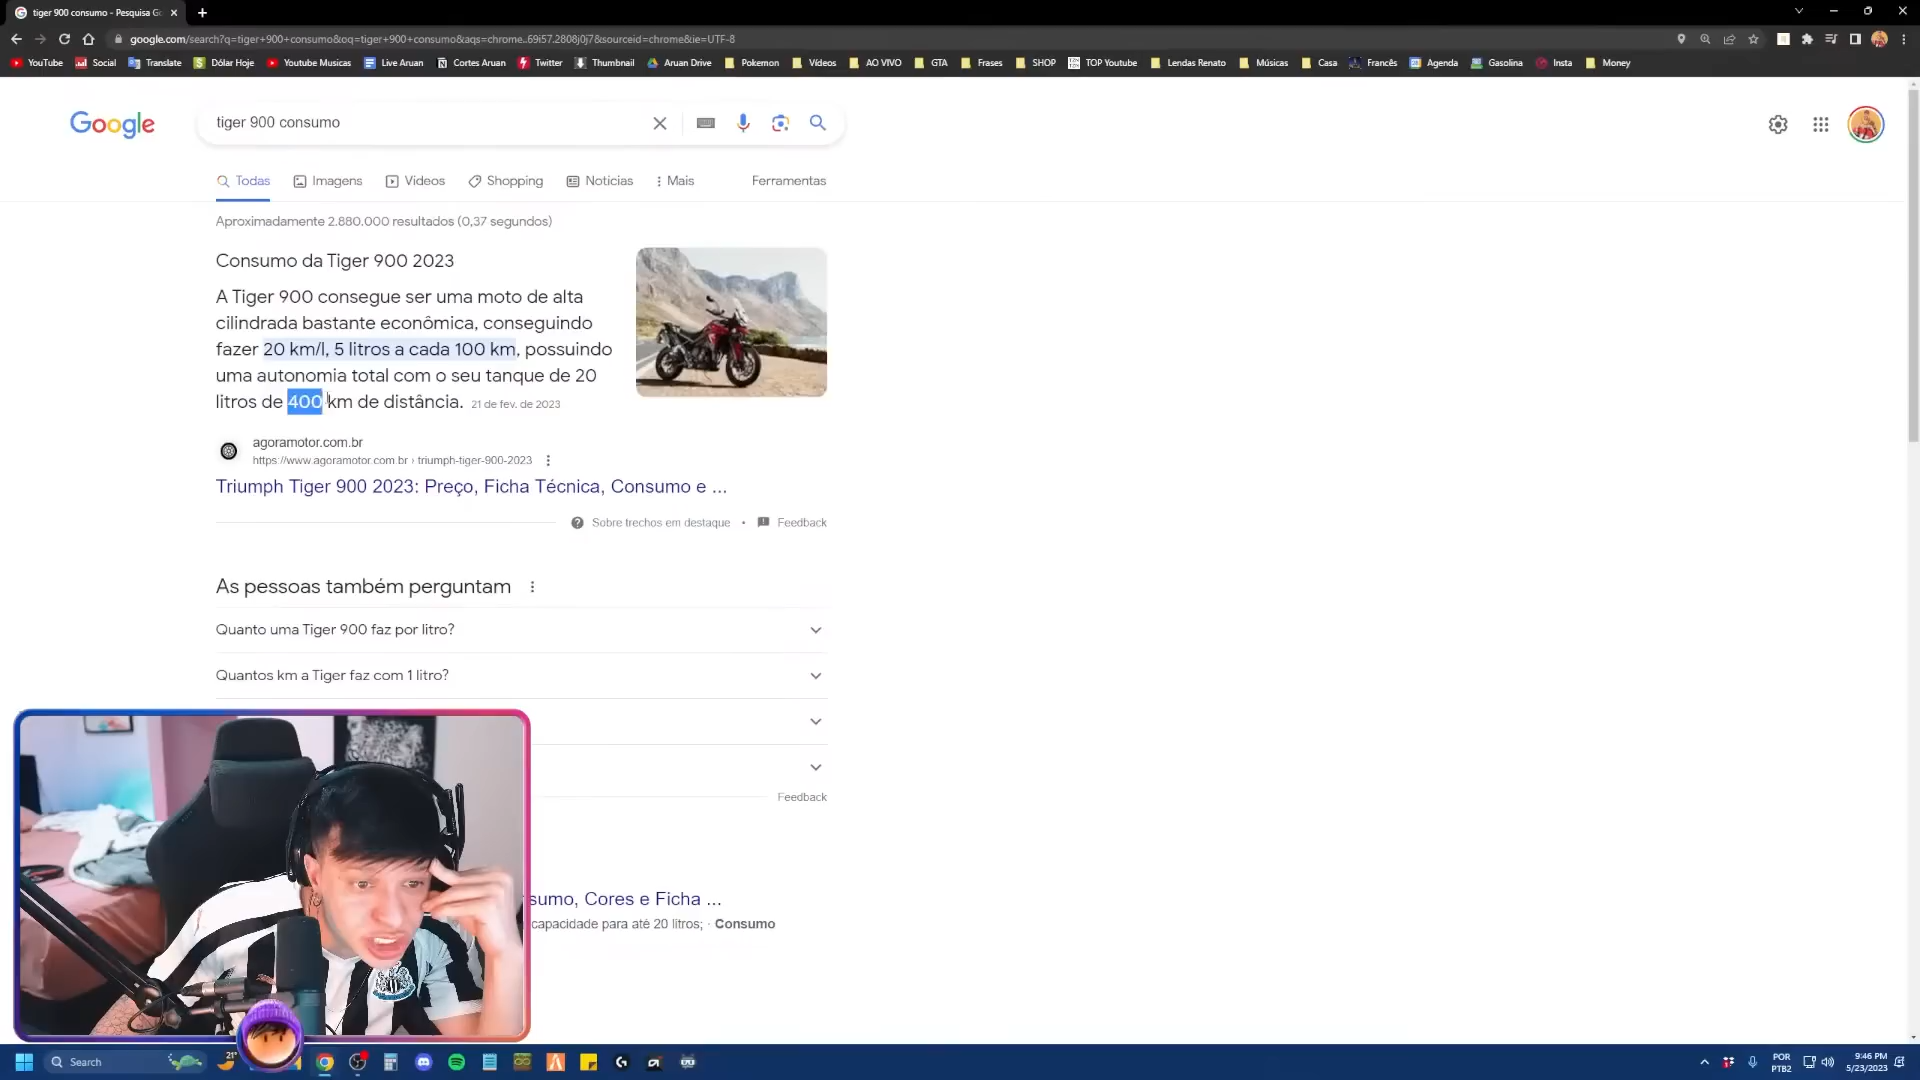 tiger 900 consumo - Pesquisa Go
google.com/search?q=tiger+900+consumo&oq=tiger+900+consumo&aqs=chrome..69i57.2808j0j7&sourceid=chrome&ie=UTF-8
YouTube Social Translate Dólar Hoje Youtube Musicas Live Aruan Cortes Aruan Twitter Thumbnail Aruan Drive Pokemon Vídeos AO VIVO GTA Frases SHOP TOP Youtube Lendas Renato Músicas Casa Francês Agenda Gasolina Insta Money
Google
tiger 900 consumo
Todas Imagens Vídeos Shopping Notícias Mais Ferramentas
Aproximadamente 2.880.000 resultados (0,37 segundos)
Consumo da Tiger 900 2023
A Tiger 900 consegue ser uma moto de alta
cilindrada bastante econômica, conseguindo
fazer 20 km/l, 5 litros a cada 100 km, possuindo
uma autonomia total com o seu tanque de 20
litros de 400 km de distância. 21 de fev. de 2023
agoramotor.com.br
https://www.agoramotor.com.br › triumph-tiger-900-2023
Triumph Tiger 900 2023: Preço, Ficha Técnica, Consumo e ...
Sobre trechos em destaque • Feedback
As pessoas também perguntam
Quanto uma Tiger 900 faz por litro?
Quantos km a Tiger faz com 1 litro?
Feedback
sumo, Cores e Ficha ...
capacidade para até 20 litros; · Consumo
Search
21°
POR
PTB2
9:46 PM
5/23/2023